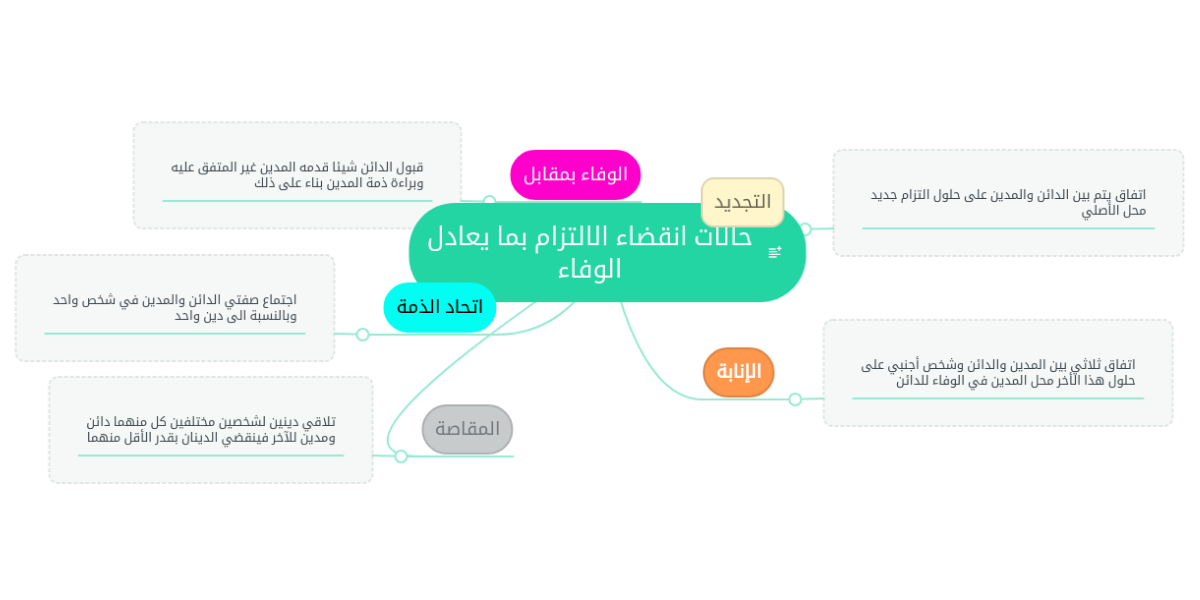 حالات انقضاء الالتزام بما يعادل
الوفاء
التجديد
اتفاق يتم بين الدائن والمدين على حلول التزام جديد
محل الأصلي
الإنابة
اتفاق ثلاثي بين المدين والدائن وشخص أجنبي على
حلول هذا الأخر محل المدين في الوفاء للدائن
الوفاء بمقابل
قبول الدائن شيئا قدمه المدين غير المتفق عليه
وبراءة ذمة المدين بناء على ذلك
اتحاد الذمة
اجتماع صفتي الدائن والمدين في شخص واحد
وبالنسبة الى دين واحد
المقاصة
تلاقي دينين لشخصين مختلفين كل منهما دائن
ومدين للآخر فينقضي الدينان بقدر الأقل منهما